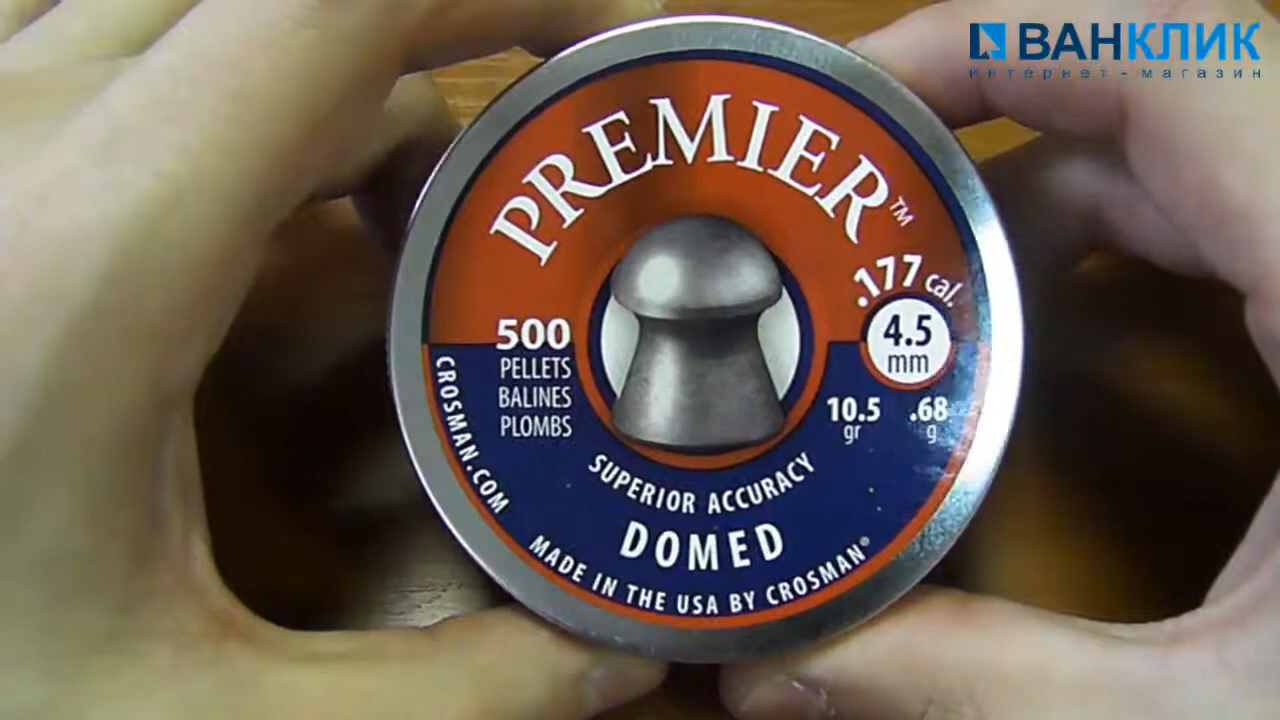 ВАНКЛИК
интернет-магазин
PREMIER™
.177 cal.
4.5
mm
500
PELLETS
BALINES
PLOMBS
10.5
gr
.68
g
CROSMAN.COM
SUPERIOR ACCURACY
DOMED
MADE IN THE USA BY CROSMAN®